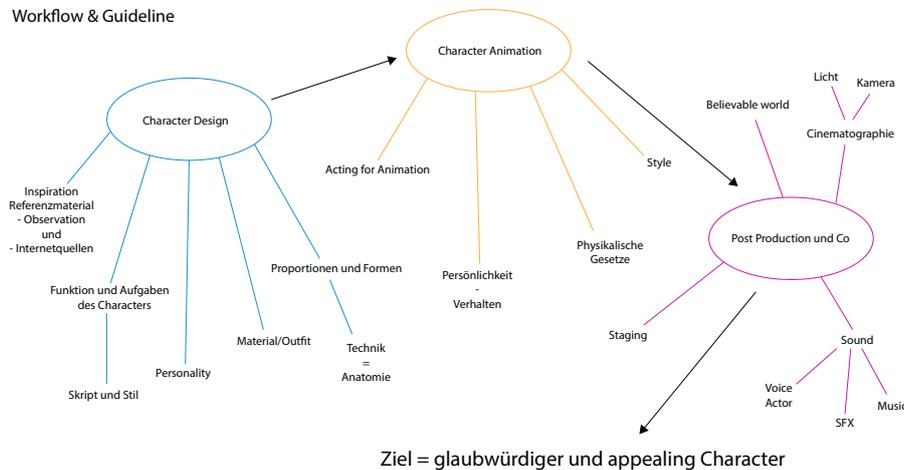 Workflow & Guideline
Character Animation
Character Design
Acting for Animation
Style
Persönlichkeit
-
Verhalten
Physikalische
Gesetze
Inspiration
Referenzmaterial
- Observation
und
- Internetquellen
Funktion und Aufgaben
des Characters
Skript und Stil
Personality
Material/Outfit
Proportionen und Formen
Technik
=
Anatomie
Believable world
Licht
Kamera
Cinematographie
Post Production und Co
Staging
Sound
Voice
Actor
SFX
Music
Ziel = glaubwürdiger und appealing Character